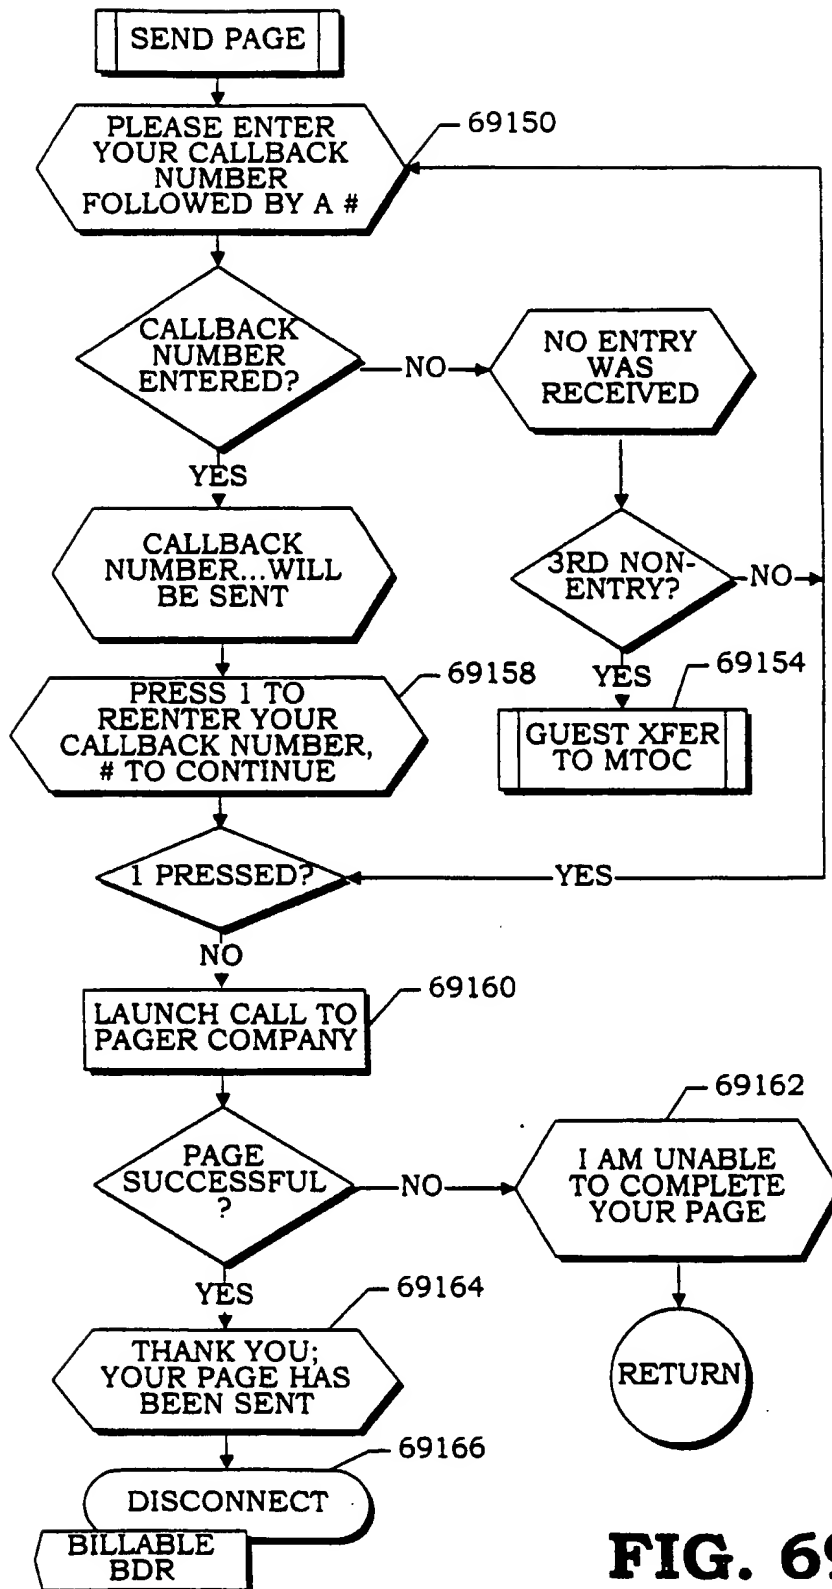 SEND PAGE
PLEASE ENTER
YOUR CALLBACK
NUMBER
FOLLOWED BY A #
69150
CALLBACK
NUMBER
ENTERED?
NO
NO ENTRY
WAS
RECEIVED
YES
CALLBACK
NUMBER...WILL
BE SENT
3RD NON-
ENTRY?
NO
YES
69154
GUEST XFER
TO MTOC
69158
PRESS 1 TO
REENTER YOUR
CALLBACK NUMBER,
# TO CONTINUE
1 PRESSED?
YES
NO
69160
LAUNCH CALL TO
PAGER COMPANY
69162
PAGE
SUCCESSFUL
?
NO
I AM UNABLE
TO COMPLETE
YOUR PAGE
YES
69164
THANK YOU;
YOUR PAGE HAS
BEEN SENT
RETURN
69166
DISCONNECT
BILLABLE
BDR
FIG. 69